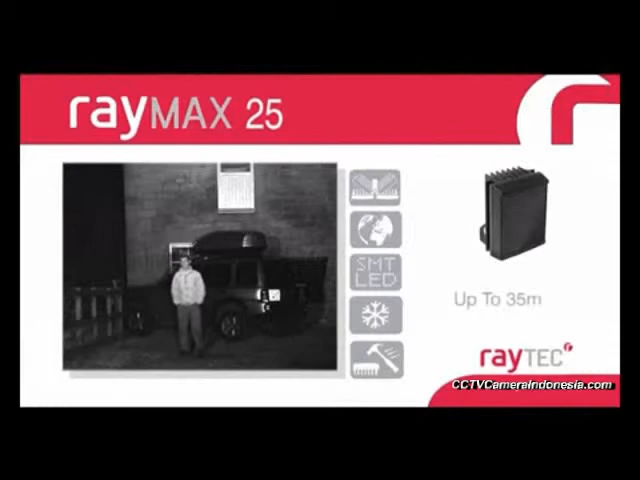 rayMAX 25
SMT
LED
Up To 35m
rayTEC
CCTVCameraIndonesia.com